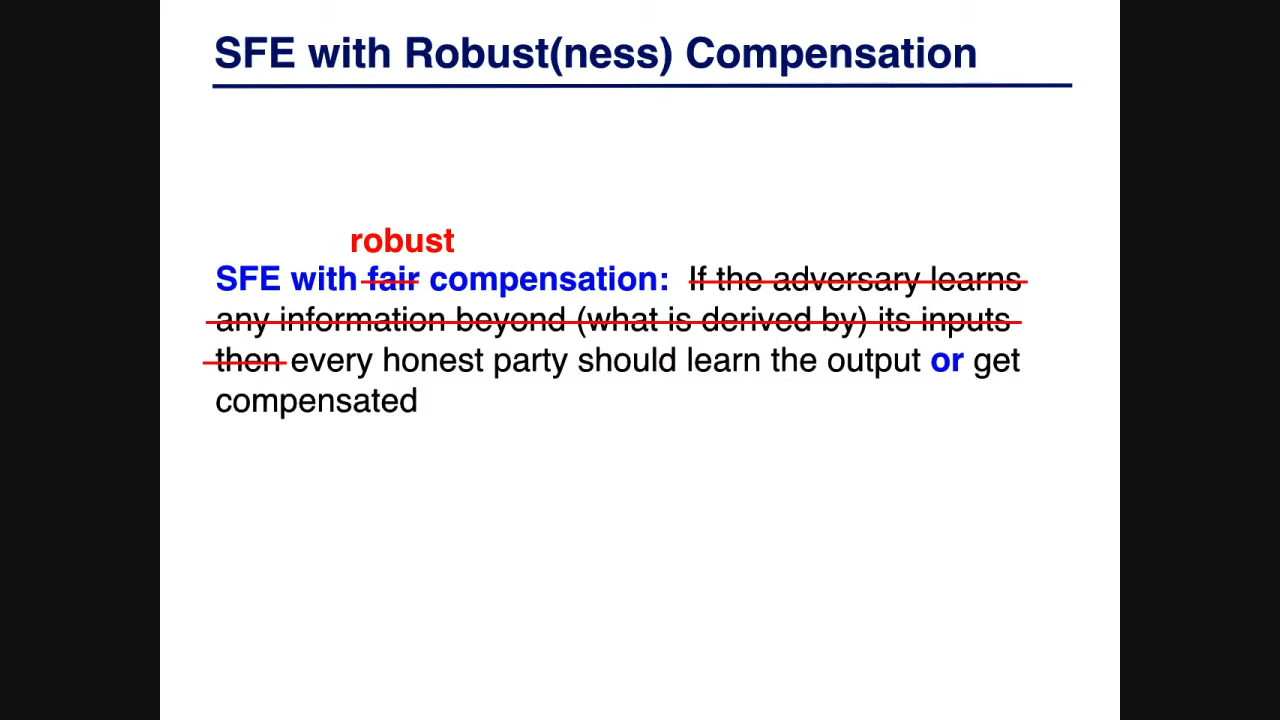 SFE with Robust(ness) Compensation
robust
SFE with fair compensation: If the adversary learns
any information beyond (what is derived by) its inputs
then every honest party should learn the output or get
compensated